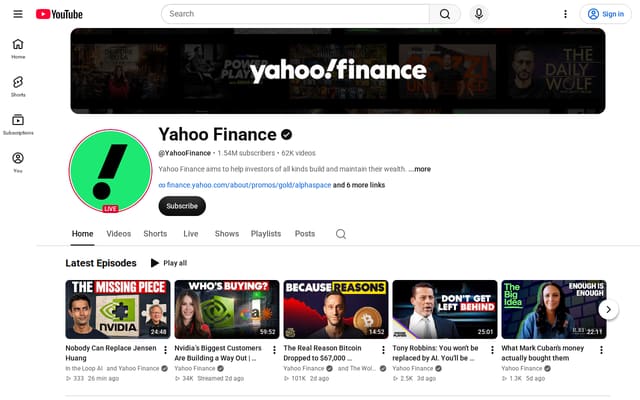 YouTube
Search
Sign in
Home
Shorts
Subscriptions
You
POWER PLAY
yahoo!finance
THE DAILY WOLF
Yahoo Finance
@YahooFinance • 1.54M subscribers • 62K videos
Yahoo Finance aims to help investors of all kinds build and maintain their wealth. ...more
finance.yahoo.com/about/promos/gold/alphaspace and 6 more links
LIVE
Subscribe
Home Videos Shorts Live Shows Playlists Posts
Latest Episodes Play all
THE MISSING PIECE
NVIDIA
24:48
WHO'S BUYING?
59:52
BECAUSE REASONS
14:52
DON'T GET LEFT BEHIND
25:01
The Big Idea
ENOUGH IS ENOUGH
22:11
Nobody Can Replace Jensen Huang
In the Loop AI and Yahoo Finance
333 26 min ago
Nvidia's Biggest Customers Are Building a Way Out | ...
Yahoo Finance
34K Streamed 2d ago
The Real Reason Bitcoin Dropped to $67,000 ...
Yahoo Finance and The Wol...
101K 2d ago
Tony Robbins: You won't be replaced by AI. You'll be ...
Yahoo Finance
2.5K 3d ago
What Mark Cuban's money actually bought them
Yahoo Finance
1.3K 5d ago